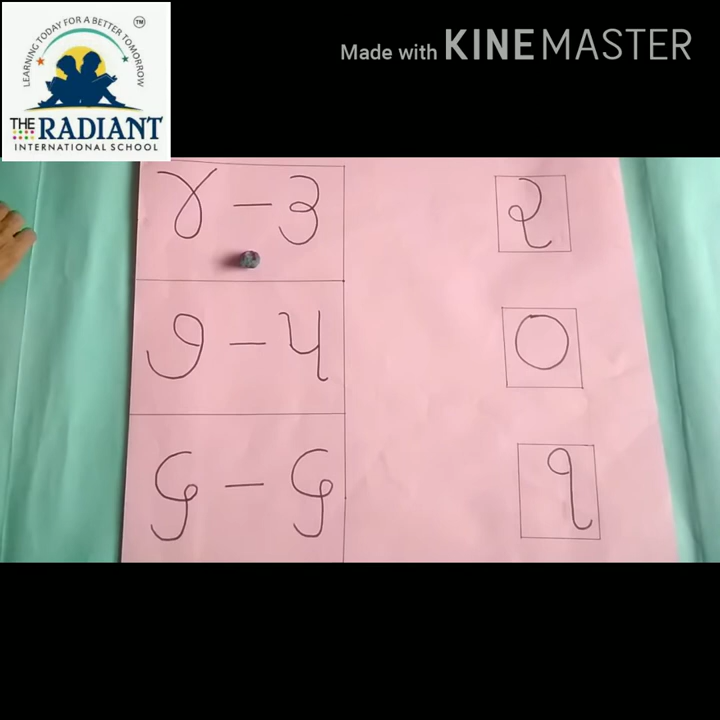 LEARNING TODAY FOR A BETTER TOMORROW
TM
THE RADIANT
INTERNATIONAL SCHOOL
Made with KINEMASTER
૪ – ૩
૨
૭ – ૫
૦
૬ – ૬
૧